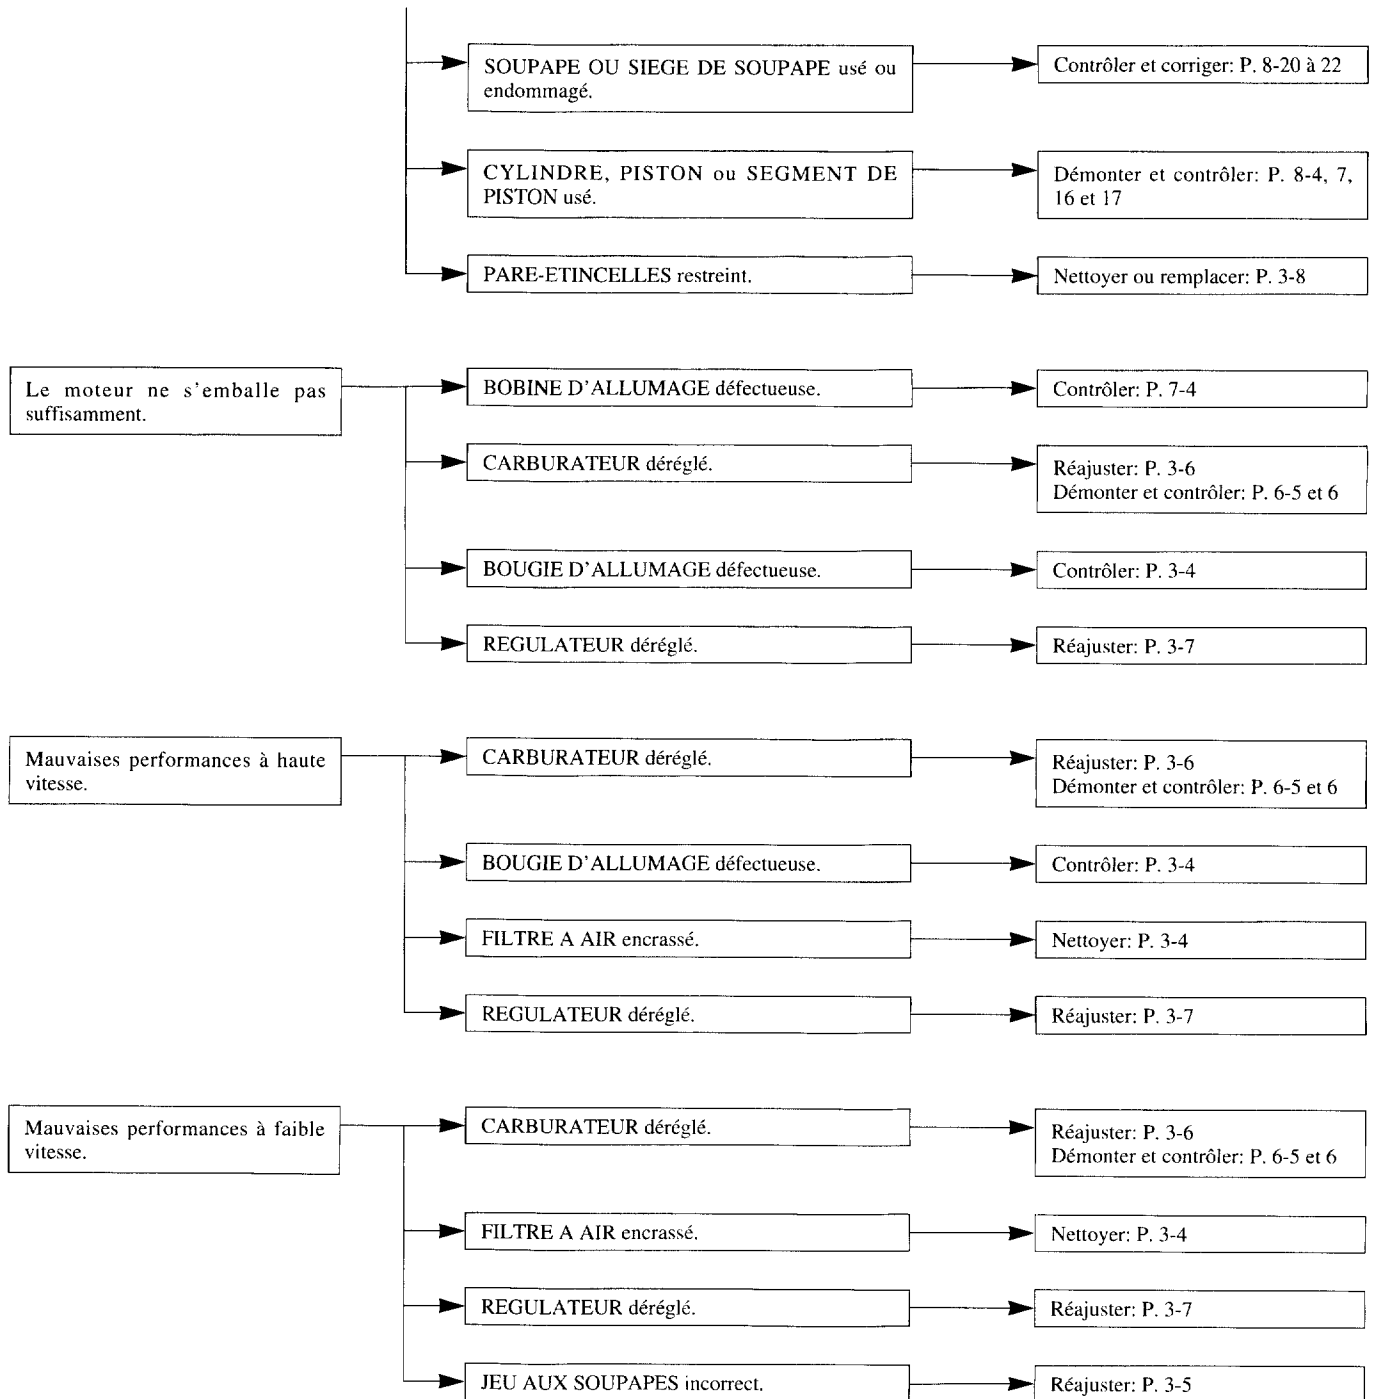 SOUPAPE OU SIEGE DE SOUPAPE usé ou
endommagé.
Contrôler et corriger: P. 8-20 à 22
CYLINDRE, PISTON ou SEGMENT DE
PISTON usé.
Démonter et contrôler: P. 8-4, 7,
16 et 17
PARE-ETINCELLES restreint.
Nettoyer ou remplacer: P. 3-8
Le moteur ne s'emballe pas
suffisamment.
BOBINE D'ALLUMAGE défectueuse.
Contrôler: P. 7-4
CARBURATEUR déréglé.
Réajuster: P. 3-6
Démonter et contrôler: P. 6-5 et 6
BOUGIE D'ALLUMAGE défectueuse.
Contrôler: P. 3-4
REGULATEUR déréglé.
Réajuster: P. 3-7
Mauvaises performances à haute
vitesse.
CARBURATEUR déréglé.
Réajuster: P. 3-6
Démonter et contrôler: P. 6-5 et 6
BOUGIE D'ALLUMAGE défectueuse.
Contrôler: P. 3-4
FILTRE A AIR encrassé.
Nettoyer: P. 3-4
REGULATEUR déréglé.
Réajuster: P. 3-7
Mauvaises performances à faible
vitesse.
CARBURATEUR déréglé.
Réajuster: P. 3-6
Démonter et contrôler: P. 6-5 et 6
FILTRE A AIR encrassé.
Nettoyer: P. 3-4
REGULATEUR déréglé.
Réajuster: P. 3-7
JEU AUX SOUPAPES incorrect.
Réajuster: P. 3-5